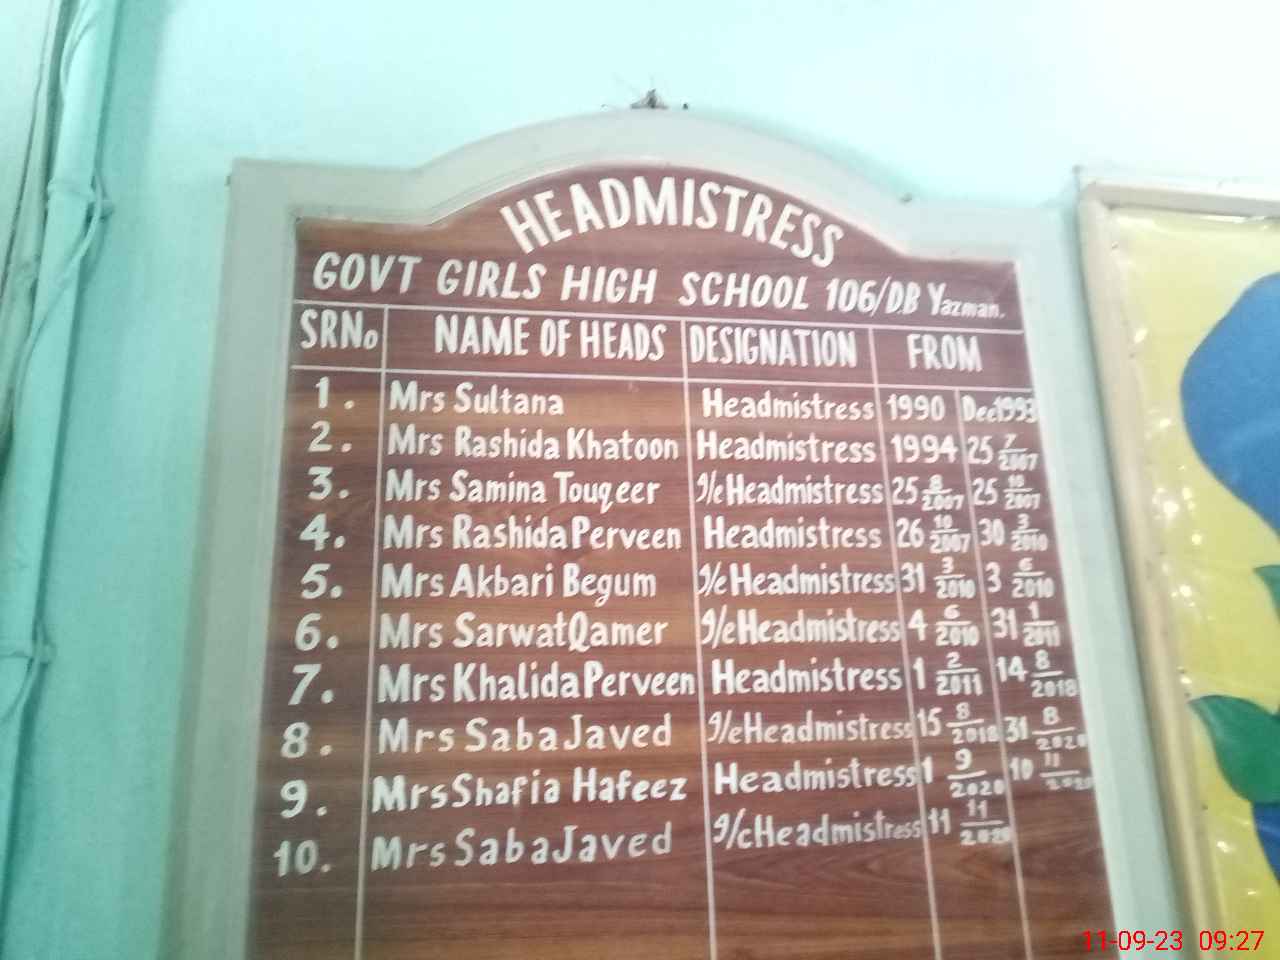 HEADMISTRESS
GOVT GIRLS HIGH SCHOOL 106/DB Yazman.
SRNo NAME OF HEADS DESIGNATION FROM
1. Mrs Sultana Headmistress 1990 Dec1993
2. Mrs Rashida Khatoon Headmistress 1994 25 7/2007
3. Mrs Samina Touqeer I/c Headmistress 25 8/2007 25 10/2007
4. Mrs Rashida Perveen Headmistress 26 10/2007 30 3/2010
5. Mrs Akbari Begum I/c Headmistress 31 3/2010 3 6/2010
6. Mrs Sarwat Qamer I/c Headmistress 4 6/2010 31 1/2011
7. Mrs Khalida Perveen Headmistress 1 2/2011 14 8/2018
8. Mrs Saba Javed I/c Headmistress 15 8/2018 31 8/2020
9. Mrs Shafia Hafeez Headmistress 1 9/2020 10 11/2020
10. Mrs Saba Javed I/c Headmistress 11 11/2020
11-09-23 09:27